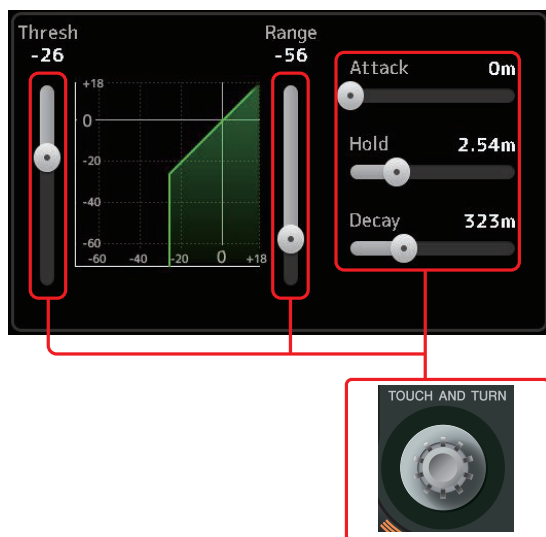 Thresh
-26
Range
-56
+18
0
-20
-40
-60
-60 -40 -20 0 +18
Attack 0m
Hold 2.54m
Decay 323m
TOUCH AND TURN